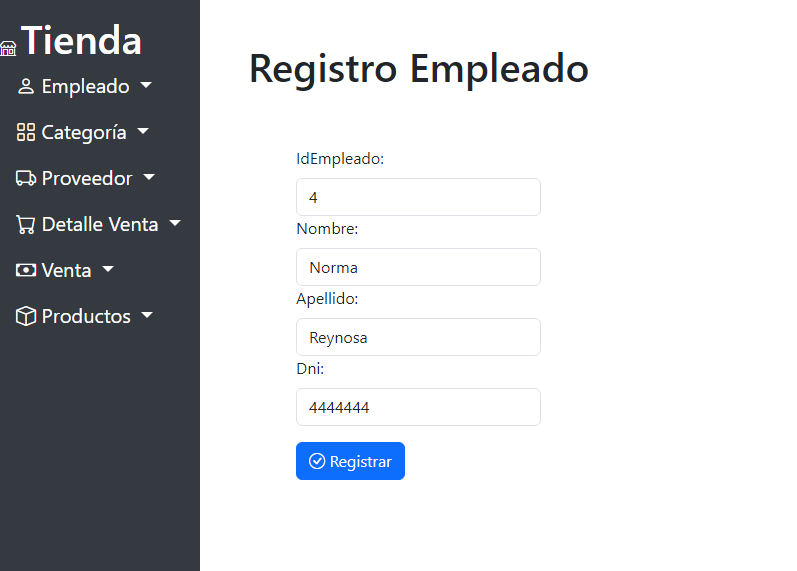 Tienda
Empleado
Categoría
Proveedor
Detalle Venta
Venta
Productos
Registro Empleado
IdEmpleado:
4
Nombre:
Norma
Apellido:
Reynosa
Dni:
4444444
Registrar